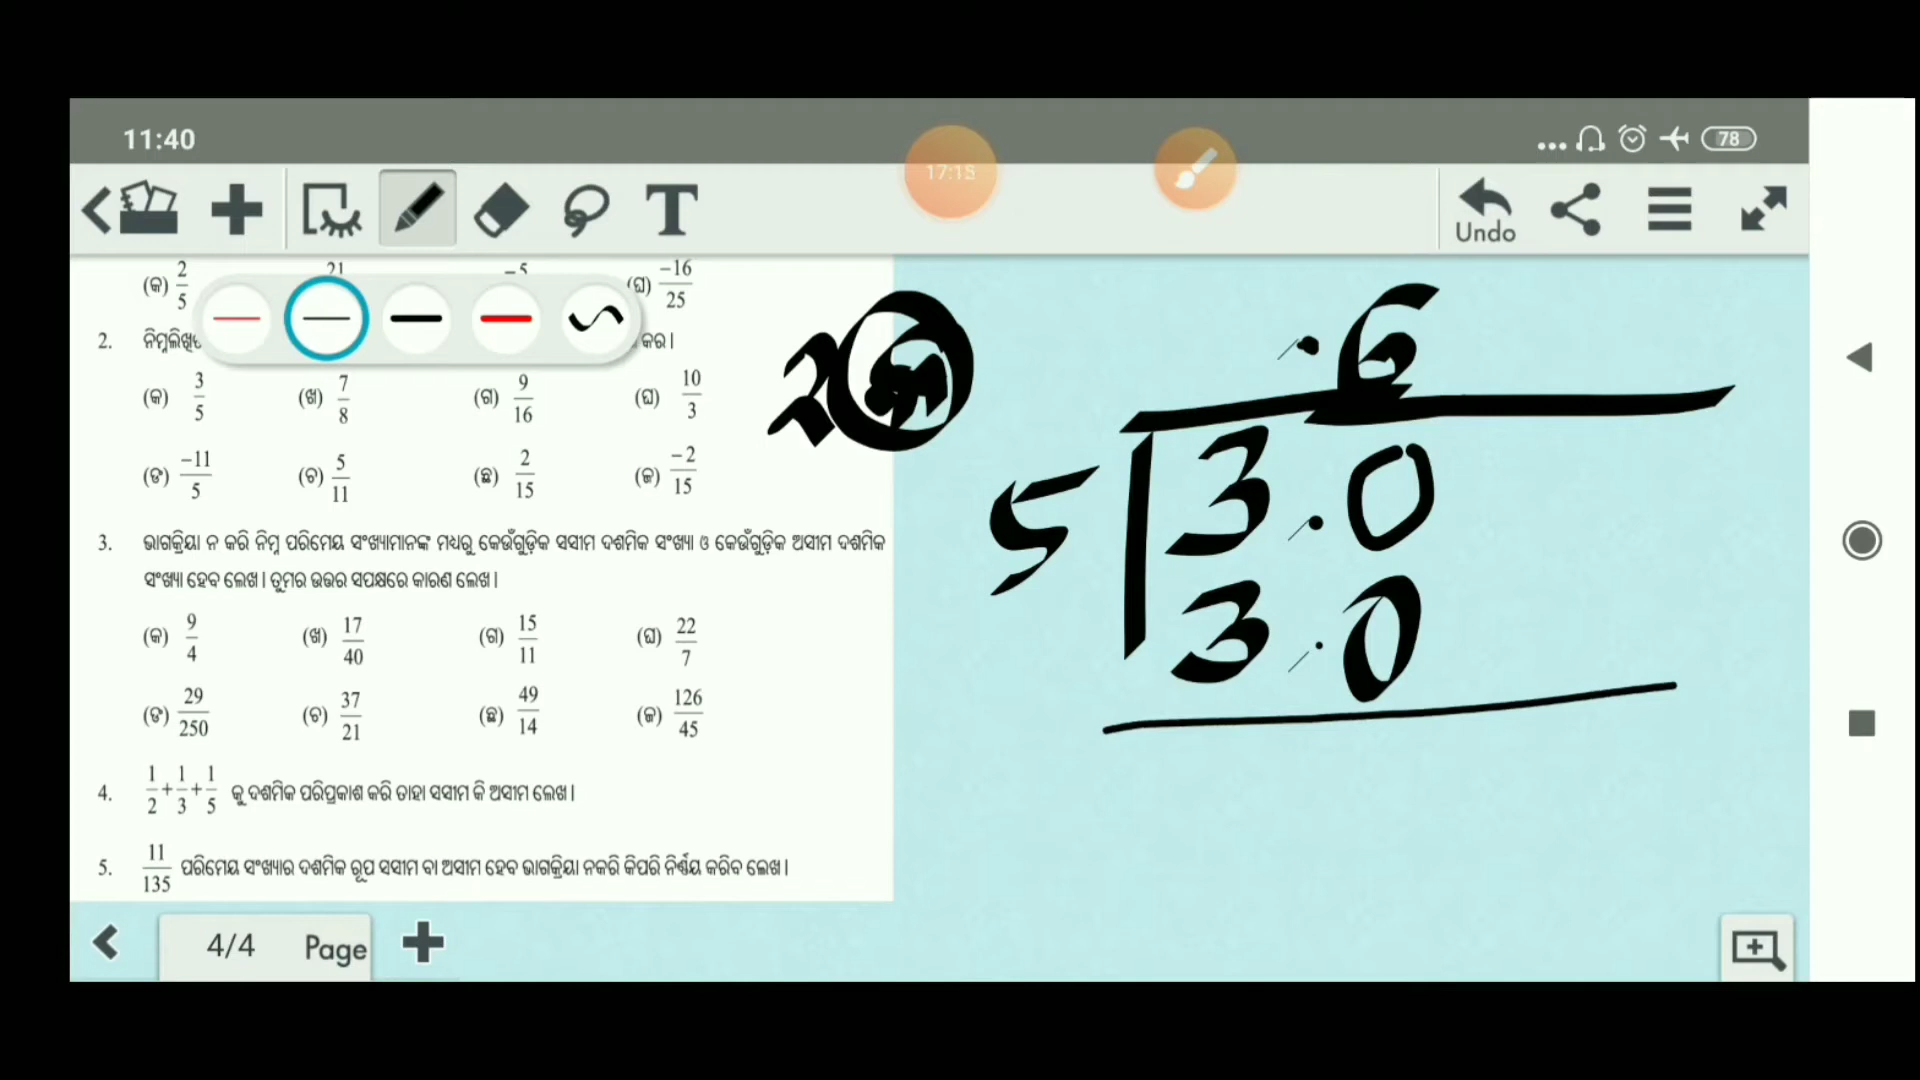 11:40
78
17:15
T
Undo
(କ) 2/5 21 −5 (ଘ) −16/25
2. କର।
(କ) 3/5 (ଖ) 7/8 (ଗ) 9/16 (ଘ) 10/3
(ଙ) −11/5 (ଚ) 5/11 (ଛ) 2/15 (ଜ) −2/15
3. ଭାଗକ୍ରିୟା ନ କରି ନିମ୍ନ ପରିମେୟ ସଂଖ୍ୟାମାନଙ୍କ ମଧ୍ୟରୁ କେଉଁଗୁଡ଼ିକ ସସୀମ ଦଶମିକ ସଂଖ୍ୟା ଓ କେଉଁଗୁଡ଼ିକ ଅସୀମ ଦଶମିକ
ସଂଖ୍ୟା ହେବ ଲେଖ। ତୁମର ଉତ୍ତର ସପକ୍ଷରେ କାରଣ ଲେଖ।
(କ) 9/4 (ଖ) 17/40 (ଗ) 15/11 (ଘ) 22/7
(ଙ) 29/250 (ଚ) 37/21 (ଛ) 49/14 (ଜ) 126/45
4. 1/2+1/3+1/5 କୁ ଦଶମିକ ପରିପ୍ରକାଶ କରି ତାହା ସସୀମ କି ଅସୀମ ଲେଖ।
5. 11/135 ପରିମେୟ ସଂଖ୍ୟାର ଦଶମିକ ରୂପ ସସୀମ ବା ଅସୀମ ହେବ ଭାଗକ୍ରିୟା ନକରି କିପରି ନିର୍ଣ୍ଣୟ କରିବ ଲେଖ।
.6
5 3.0
3.0
4/4 Page